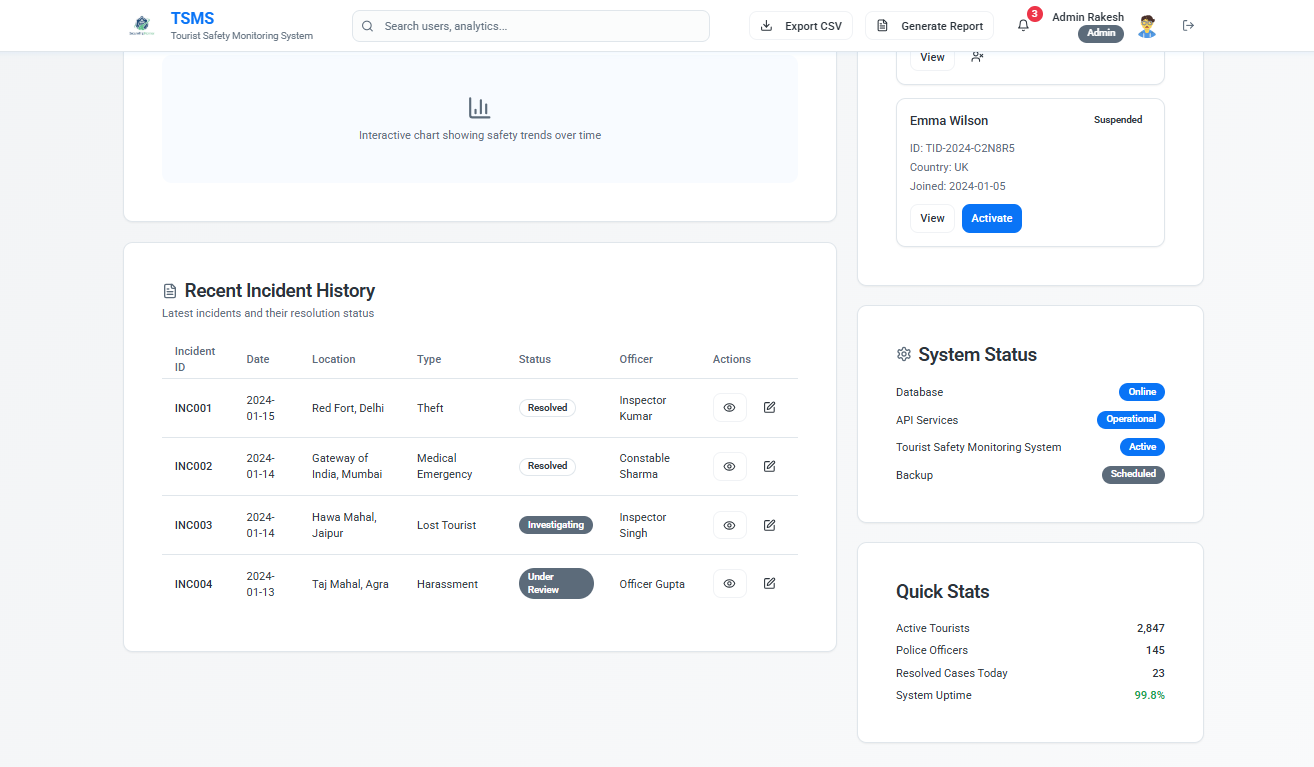 TSMS
Tourist Safety Monitoring System
Search users, analytics...
Export CSV
Generate Report
3
Admin Rakesh
Admin
Interactive chart showing safety trends over time
Recent Incident History
Latest incidents and their resolution status
Incident ID
Date
Location
Type
Status
Officer
Actions
INC001
2024-
01-15
Red Fort, Delhi
Theft
Resolved
Inspector
Kumar
INC002
2024-
01-14
Gateway of
India, Mumbai
Medical
Emergency
Resolved
Constable
Sharma
INC003
2024-
01-14
Hawa Mahal,
Jaipur
Lost Tourist
Investigating
Inspector
Singh
INC004
2024-
01-13
Taj Mahal, Agra
Harassment
Under
Review
Officer Gupta
View
Emma Wilson
Suspended
ID: TID-2024-C2N8R5
Country: UK
Joined: 2024-01-05
View
Activate
System Status
Database
Online
API Services
Operational
Tourist Safety Monitoring System
Active
Backup
Scheduled
Quick Stats
Active Tourists
2,847
Police Officers
145
Resolved Cases Today
23
System Uptime
99.8%